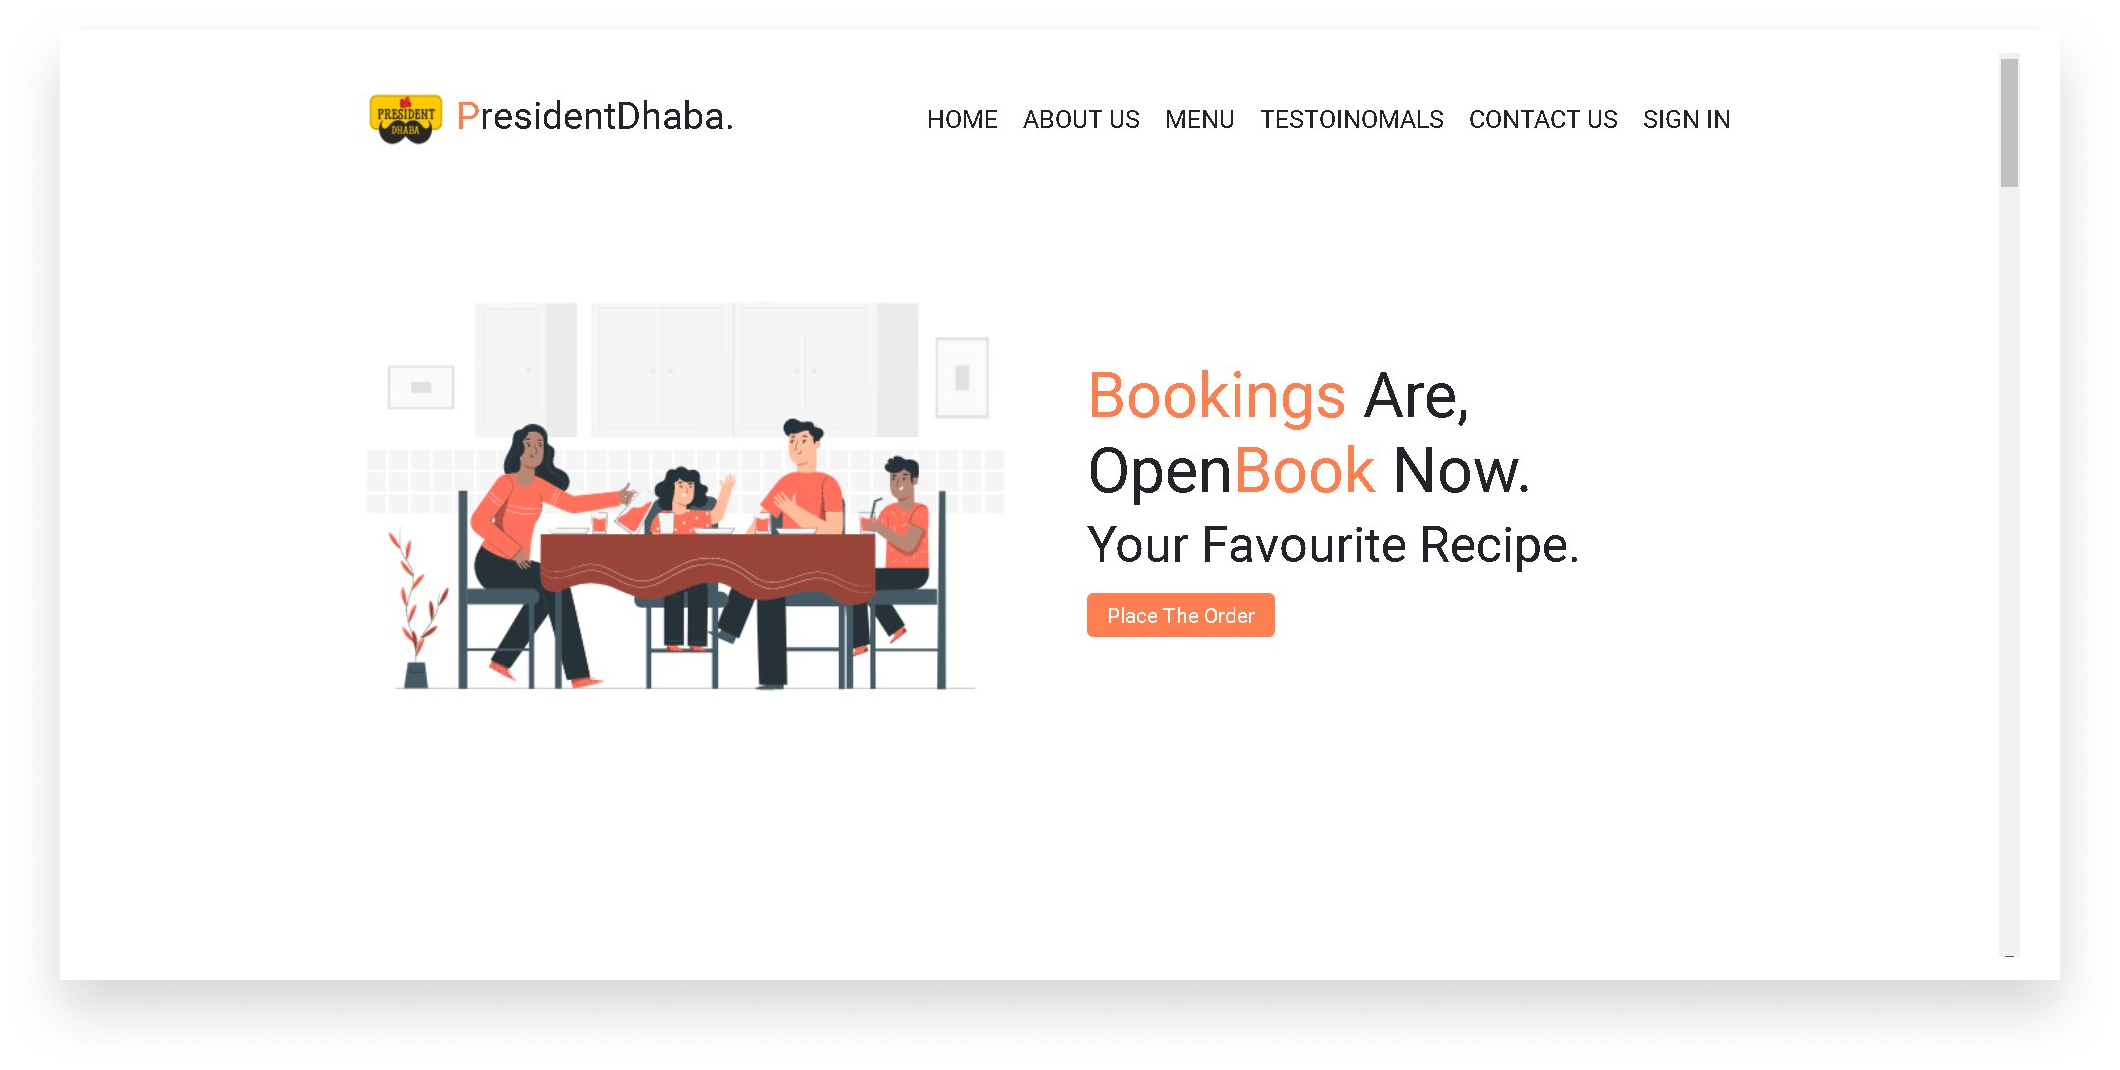 PRESIDENT
DHABA
PresidentDhaba.
HOME ABOUT US MENU TESTOINOMALS CONTACT US SIGN IN
Bookings Are,
OpenBook Now.
Your Favourite Recipe.
Place The Order